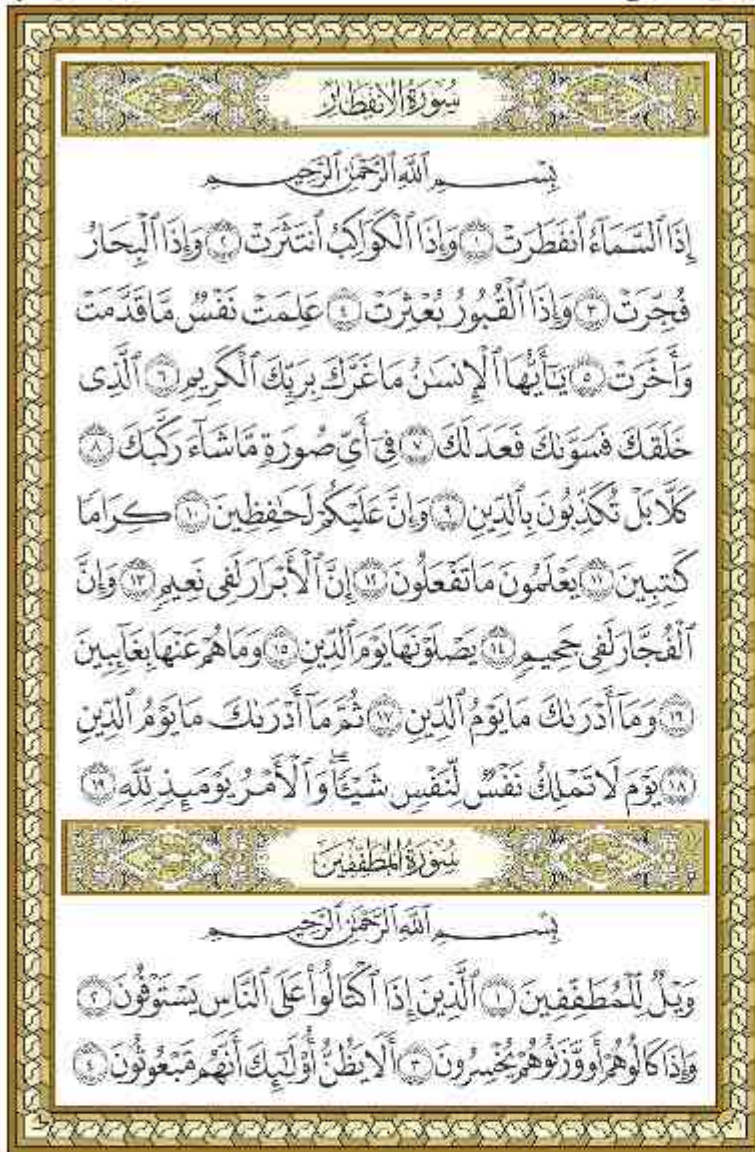 سُورَةُ الانفِطَارِ
بِسْمِ ٱللَّهِ ٱلرَّحْمَٰنِ ٱلرَّحِيمِ
إِذَا ٱلسَّمَآءُ ٱنفَطَرَتْ ١ وَإِذَا ٱلْكَوَاكِبُ ٱنتَثَرَتْ ٢ وَإِذَا ٱلْبِحَارُ
فُجِّرَتْ ٣ وَإِذَا ٱلْقُبُورُ بُعْثِرَتْ ٤ عَلِمَتْ نَفْسٌ مَّا قَدَّمَتْ
وَأَخَّرَتْ ٥ يَٰٓأَيُّهَا ٱلْإِنسَٰنُ مَا غَرَّكَ بِرَبِّكَ ٱلْكَرِيمِ ٦ ٱلَّذِى
خَلَقَكَ فَسَوَّىٰكَ فَعَدَلَكَ ٧ فِىٓ أَىِّ صُورَةٍ مَّا شَآءَ رَكَّبَكَ ٨
كَلَّا بَلْ تُكَذِّبُونَ بِٱلدِّينِ ٩ وَإِنَّ عَلَيْكُمْ لَحَٰفِظِينَ ١٠ كِرَامًا
كَٰتِبِينَ ١١ يَعْلَمُونَ مَا تَفْعَلُونَ ١٢ إِنَّ ٱلْأَبْرَارَ لَفِى نَعِيمٍ ١٣ وَإِنَّ
ٱلْفُجَّارَ لَفِى جَحِيمٍ ١٤ يَصْلَوْنَهَا يَوْمَ ٱلدِّينِ ١٥ وَمَا هُمْ عَنْهَا بِغَآئِبِينَ
١٦ وَمَآ أَدْرَىٰكَ مَا يَوْمُ ٱلدِّينِ ١٧ ثُمَّ مَآ أَدْرَىٰكَ مَا يَوْمُ ٱلدِّينِ
١٨ يَوْمَ لَا تَمْلِكُ نَفْسٌ لِّنَفْسٍ شَيْـًٔا ۖ وَٱلْأَمْرُ يَوْمَئِذٍ لِّلَّهِ ١٩
سُورَةُ المُطَفِّفِينَ
بِسْمِ ٱللَّهِ ٱلرَّحْمَٰنِ ٱلرَّحِيمِ
وَيْلٌ لِّلْمُطَفِّفِينَ ١ ٱلَّذِينَ إِذَا ٱكْتَالُوا۟ عَلَى ٱلنَّاسِ يَسْتَوْفُونَ ٢
وَإِذَا كَالُوهُمْ أَو وَّزَنُوهُمْ يُخْسِرُونَ ٣ أَلَا يَظُنُّ أُو۟لَٰٓئِكَ أَنَّهُم مَّبْعُوثُونَ ٤